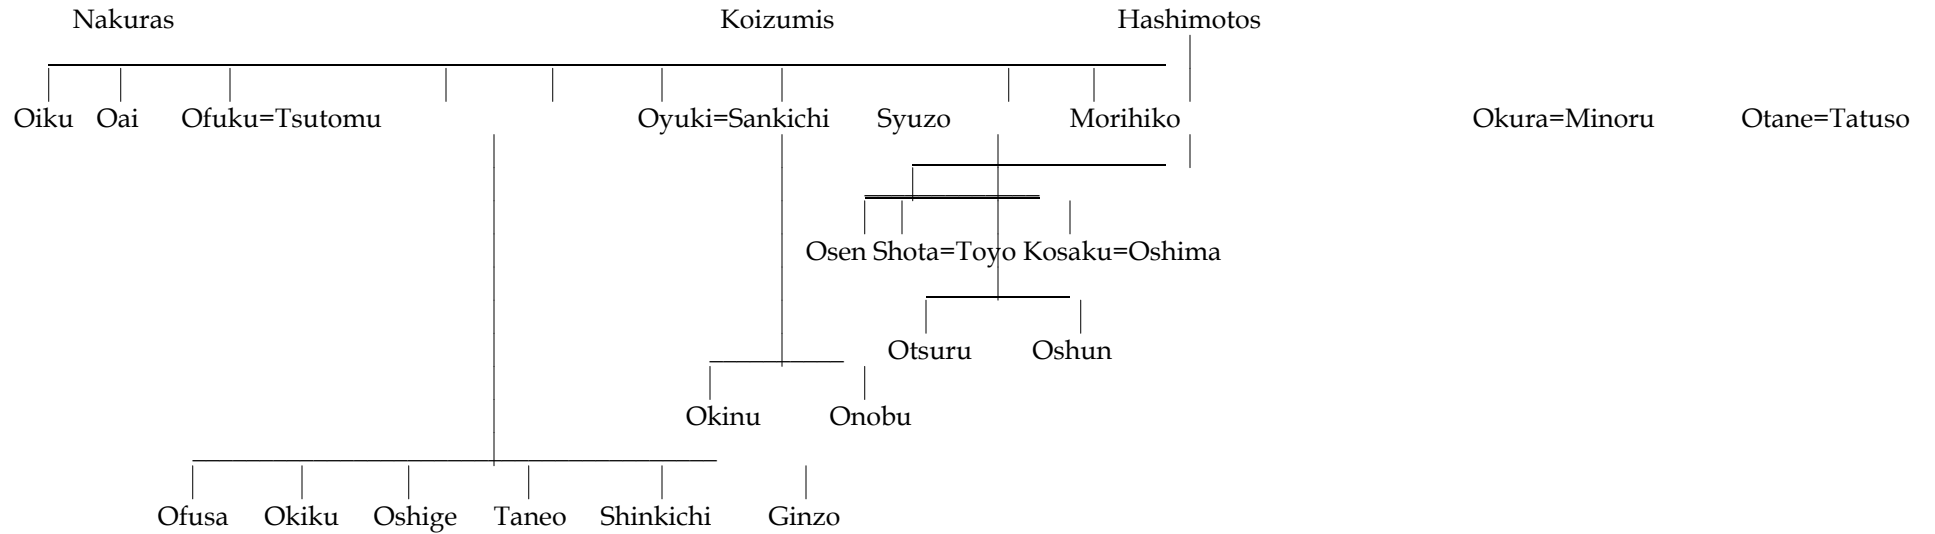 Nakuras Koizumis Hashimotos
Oiku Oai Ofuku=Tsutomu Oyuki=Sankichi Syuzo Morihiko Okura=Minoru Otane=Tatuso
Osen Shota=Toyo Kosaku=Oshima
Otsuru Oshun
Okinu Onobu
Ofusa Okiku Oshige Taneo Shinkichi Ginzo